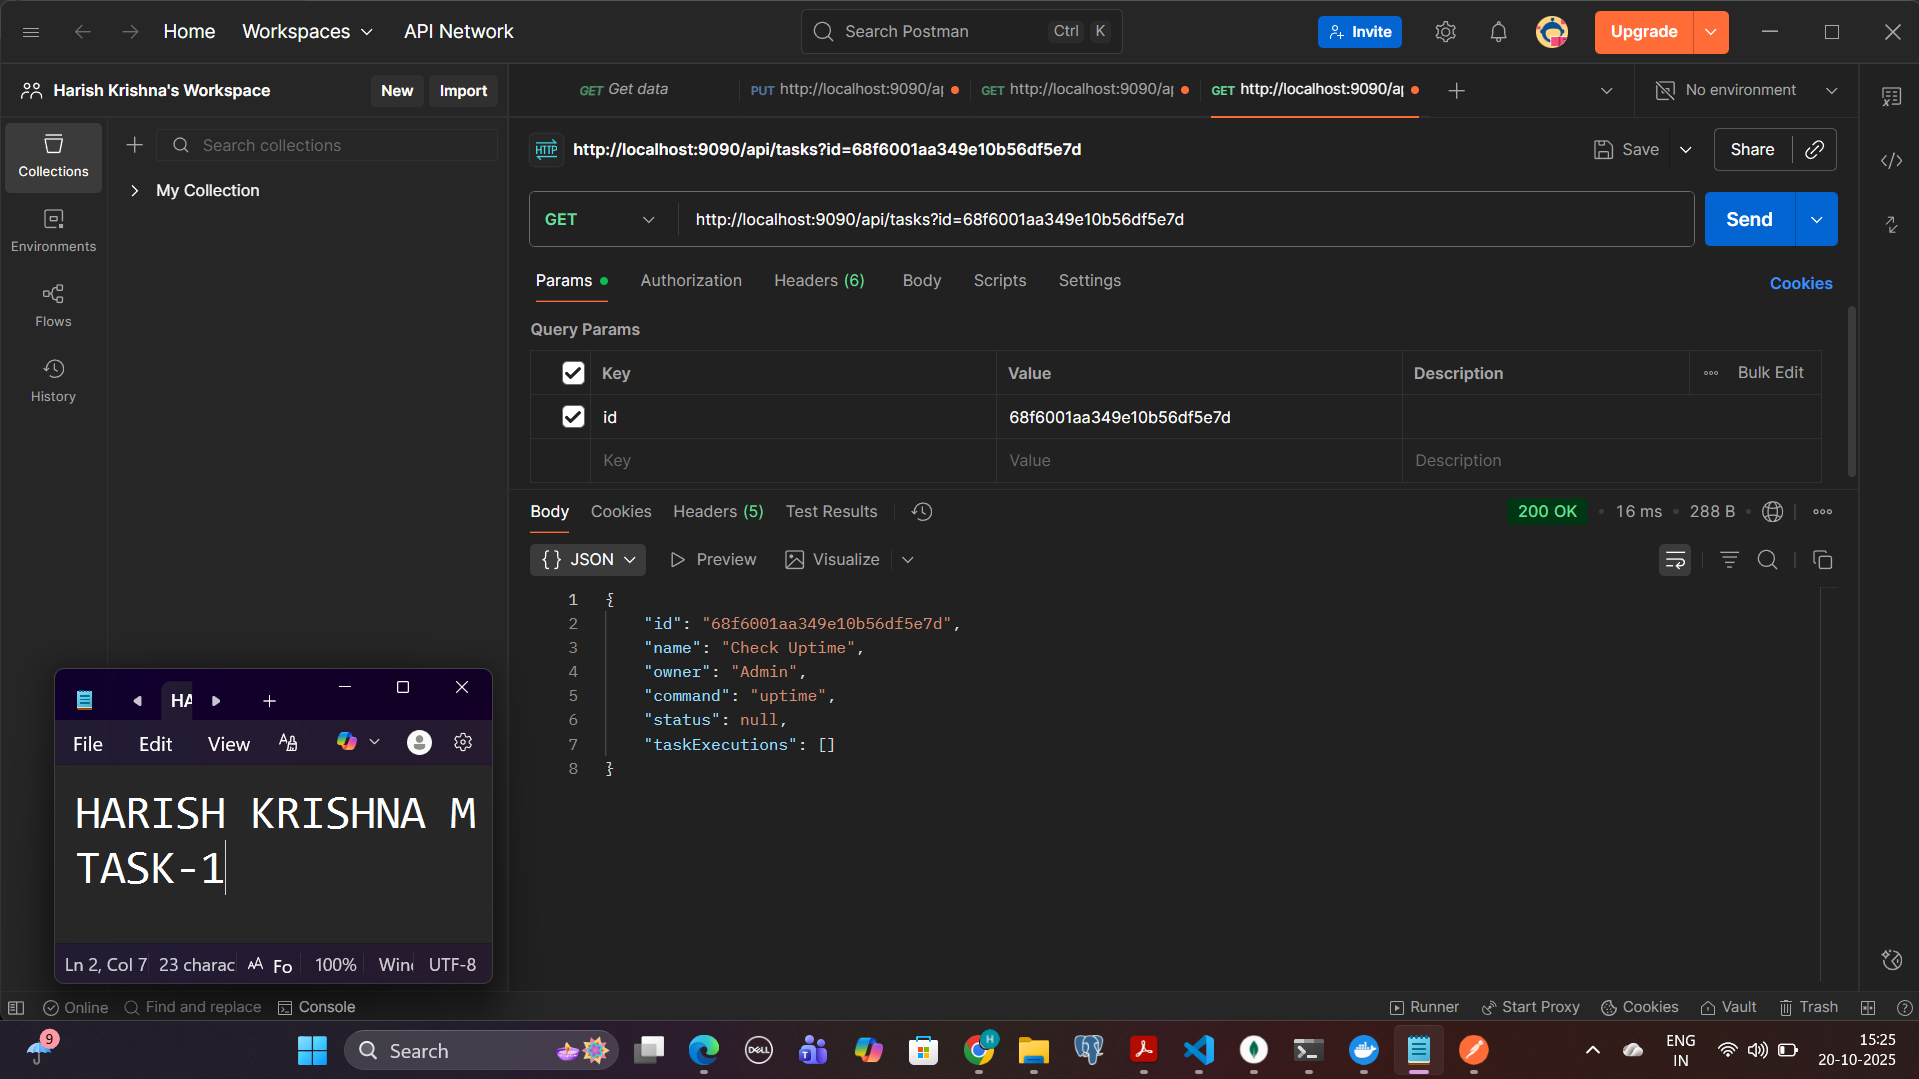 Home
Workspaces
API Network
Search Postman
Ctrl K
Invite
Upgrade
Harish Krishna's Workspace
New
Import
GET Get data
PUT http://localhost:9090/ap
GET http://localhost:9090/ap
GET http://localhost:9090/ap
No environment
Collections
Search collections
My Collection
Environments
Flows
History
HTTP http://localhost:9090/api/tasks?id=68f6001aa349e10b56df5e7d
Save
Share
GET
http://localhost:9090/api/tasks?id=68f6001aa349e10b56df5e7d
Send
Params
Authorization
Headers (6)
Body
Scripts
Settings
Cookies
Query Params
Key
Value
Description
Bulk Edit
id
68f6001aa349e10b56df5e7d
Key
Value
Description
Body
Cookies
Headers (5)
Test Results
200 OK
16 ms
288 B
{} JSON
Preview
Visualize
1 {
2 "id": "68f6001aa349e10b56df5e7d",
3 "name": "Check Uptime",
4 "owner": "Admin",
5 "command": "uptime",
6 "status": null,
7 "taskExecutions": []
8 }
HA
File
Edit
View
HARISH KRISHNA M
TASK-1
Ln 2, Col 7
23 charac
Fo
100%
Win
UTF-8
Online
Find and replace
Console
Runner
Start Proxy
Cookies
Vault
Trash
9
Search
DELL
T
H
ENG
IN
15:25
20-10-2025